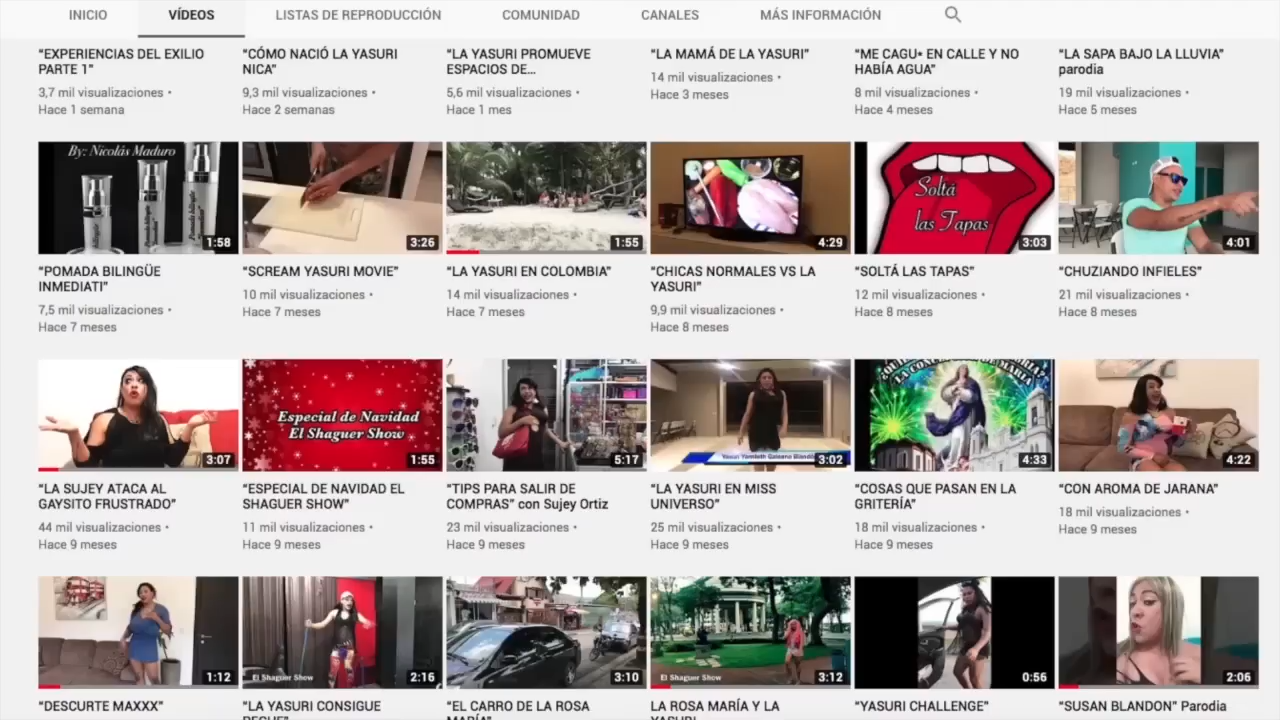 INICIO VÍDEOS LISTAS DE REPRODUCCIÓN COMUNIDAD CANALES MÁS INFORMACIÓN
“EXPERIENCIAS DEL EXILIO PARTE 1”
3,7 mil visualizaciones •
Hace 1 semana
“CÓMO NACIÓ LA YASURI NICA”
9,3 mil visualizaciones •
Hace 2 semanas
“LA YASURI PROMUEVE ESPACIOS DE...
5,6 mil visualizaciones •
Hace 1 mes
“LA MAMÁ DE LA YASURI”
14 mil visualizaciones •
Hace 3 meses
“ME CAGU* EN CALLE Y NO HABÍA AGUA”
8 mil visualizaciones •
Hace 4 meses
“LA SAPA BAJO LA LLUVIA” parodia
19 mil visualizaciones •
Hace 5 meses
By: Nicolás Maduro
1:58
“POMADA BILINGÜE INMEDIATI”
7,5 mil visualizaciones •
Hace 7 meses
3:26
“SCREAM YASURI MOVIE”
10 mil visualizaciones •
Hace 7 meses
1:55
“LA YASURI EN COLOMBIA”
14 mil visualizaciones •
Hace 7 meses
4:29
“CHICAS NORMALES VS LA YASURI”
9,9 mil visualizaciones •
Hace 8 meses
Soltá
las Tapas
3:03
“SOLTÁ LAS TAPAS”
12 mil visualizaciones •
Hace 8 meses
4:01
“CHUZIANDO INFIELES”
21 mil visualizaciones •
Hace 8 meses
3:07
“LA SUJEY ATACA AL GAYSITO FRUSTRADO”
44 mil visualizaciones •
Hace 9 meses
Especial de Navidad
El Shaguer Show
1:55
“ESPECIAL DE NAVIDAD EL SHAGUER SHOW”
11 mil visualizaciones •
Hace 9 meses
5:17
“TIPS PARA SALIR DE COMPRAS” con Sujey Ortiz
23 mil visualizaciones •
Hace 9 meses
Yasuri Yamileth Galeano Blandón
3:02
“LA YASURI EN MISS UNIVERSO”
25 mil visualizaciones •
Hace 9 meses
4:33
“COSAS QUE PASAN EN LA GRITERÍA”
18 mil visualizaciones •
Hace 9 meses
4:22
“CON AROMA DE JARANA”
18 mil visualizaciones •
Hace 9 meses
1:12
“DESCURTE MAXXX”
El Shaguer Show
2:16
“LA YASURI CONSIGUE
3:10
“EL CARRO DE LA ROSA MARÍA”
El Shaguer Show
3:12
LA ROSA MARÍA Y LA YASURI
0:56
“YASURI CHALLENGE”
2:06
“SUSAN BLANDON” Parodia